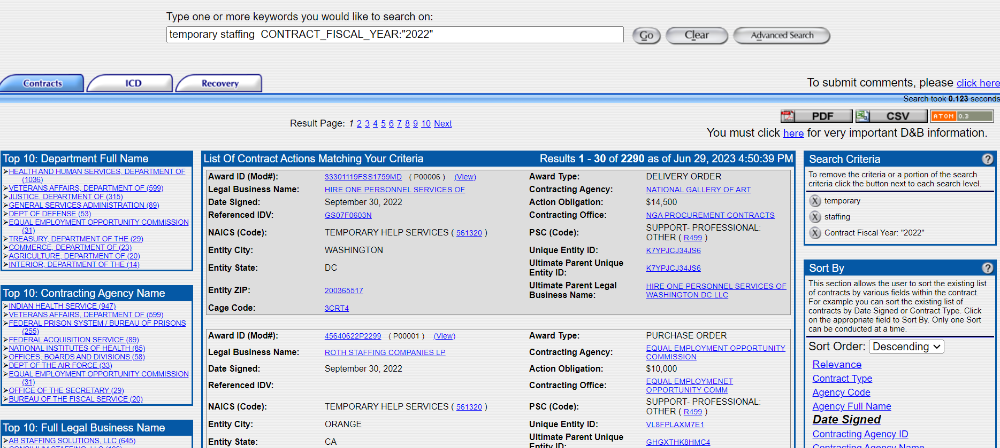 Type one or more keywords you would like to search on:
temporary staffing  CONTRACT_FISCAL_YEAR:"2022"
Go
Clear
Advanced Search
Contracts
ICD
Recovery
To submit comments, please click here
Search took 0.123 seconds
PDF
CSV
ATOM 0.3
Result Page: 1 2 3 4 5 6 7 8 9 10 Next
You must click here for very important D&B information.
Top 10: Department Full Name
HEALTH AND HUMAN SERVICES, DEPARTMENT OF
(1036)
VETERANS AFFAIRS, DEPARTMENT OF (599)
JUSTICE, DEPARTMENT OF (315)
GENERAL SERVICES ADMINISTRATION (89)
DEPT OF DEFENSE (53)
EQUAL EMPLOYMENT OPPORTUNITY COMMISSION
(31)
TREASURY, DEPARTMENT OF THE (29)
COMMERCE, DEPARTMENT OF (23)
AGRICULTURE, DEPARTMENT OF (20)
INTERIOR, DEPARTMENT OF THE (14)
Top 10: Contracting Agency Name
INDIAN HEALTH SERVICE (947)
VETERANS AFFAIRS, DEPARTMENT OF (599)
FEDERAL PRISON SYSTEM / BUREAU OF PRISONS
(255)
FEDERAL ACQUISITION SERVICE (89)
NATIONAL INSTITUTES OF HEALTH (85)
OFFICES, BOARDS AND DIVISIONS (58)
DEPT OF THE AIR FORCE (33)
EQUAL EMPLOYMENT OPPORTUNITY COMMISSION
(31)
OFFICE OF THE SECRETARY (29)
BUREAU OF THE FISCAL SERVICE (20)
Top 10: Full Legal Business Name
AB STAFFING SOLUTIONS, LLC (645)
List Of Contract Actions Matching Your Criteria
Results 1 - 30 of 2290 as of Jun 29, 2023 4:50:39 PM
Award ID (Mod#): 33301119FSS1759MD ( P00006 ) (View)
Award Type: DELIVERY ORDER
Legal Business Name: HIRE ONE PERSONNEL SERVICES OF
Contracting Agency: NATIONAL GALLERY OF ART
Date Signed: September 30, 2022
Action Obligation: $14,500
Referenced IDV: GS07F0603N
Contracting Office: NGA PROCUREMENT CONTRACTS
NAICS (Code): TEMPORARY HELP SERVICES ( 561320 )
PSC (Code): SUPPORT- PROFESSIONAL:
OTHER ( R499 )
Entity City: WASHINGTON
Unique Entity ID: K7YPJCJ34JS6
Entity State: DC
Ultimate Parent Unique
Entity ID: K7YPJCJ34JS6
Entity ZIP: 200365517
Ultimate Parent Legal
Business Name: HIRE ONE PERSONNEL SERVICES OF
WASHINGTON DC LLC
Cage Code: 3CRT4
Award ID (Mod#): 45640622P2299 ( P00001 ) (View)
Award Type: PURCHASE ORDER
Legal Business Name: ROTH STAFFING COMPANIES LP
Contracting Agency: EQUAL EMPLOYMENT OPPORTUNITY
COMMISSION
Date Signed: September 30, 2022
Action Obligation: $10,000
Referenced IDV:
Contracting Office: EQUAL EMPLOYMENET
OPPORTUNITY COMM
NAICS (Code): TEMPORARY HELP SERVICES ( 561320 )
PSC (Code): SUPPORT- PROFESSIONAL:
OTHER ( R499 )
Entity City: ORANGE
Unique Entity ID: VL8FPLAXM7E1
Entity State: CA
Ultimate Parent Unique
Entity ID: GHGXTHK8HMC4
Search Criteria
?
To remove the criteria or a portion of the search
criteria click the button next to each search level.
X temporary
X staffing
X Contract Fiscal Year: "2022"
Sort By
?
This section allows the user to sort the existing list
of contracts by various fields within the contract.
For example you can sort the existing list of
contracts by Date Signed or Contract Type. Click
on the appropriate field to Sort By. Only one Sort
can be conducted at a time.
Sort Order: Descending
Relevance
Contract Type
Agency Code
Agency Full Name
Date Signed
Contracting Agency ID
Contracting Agency Name